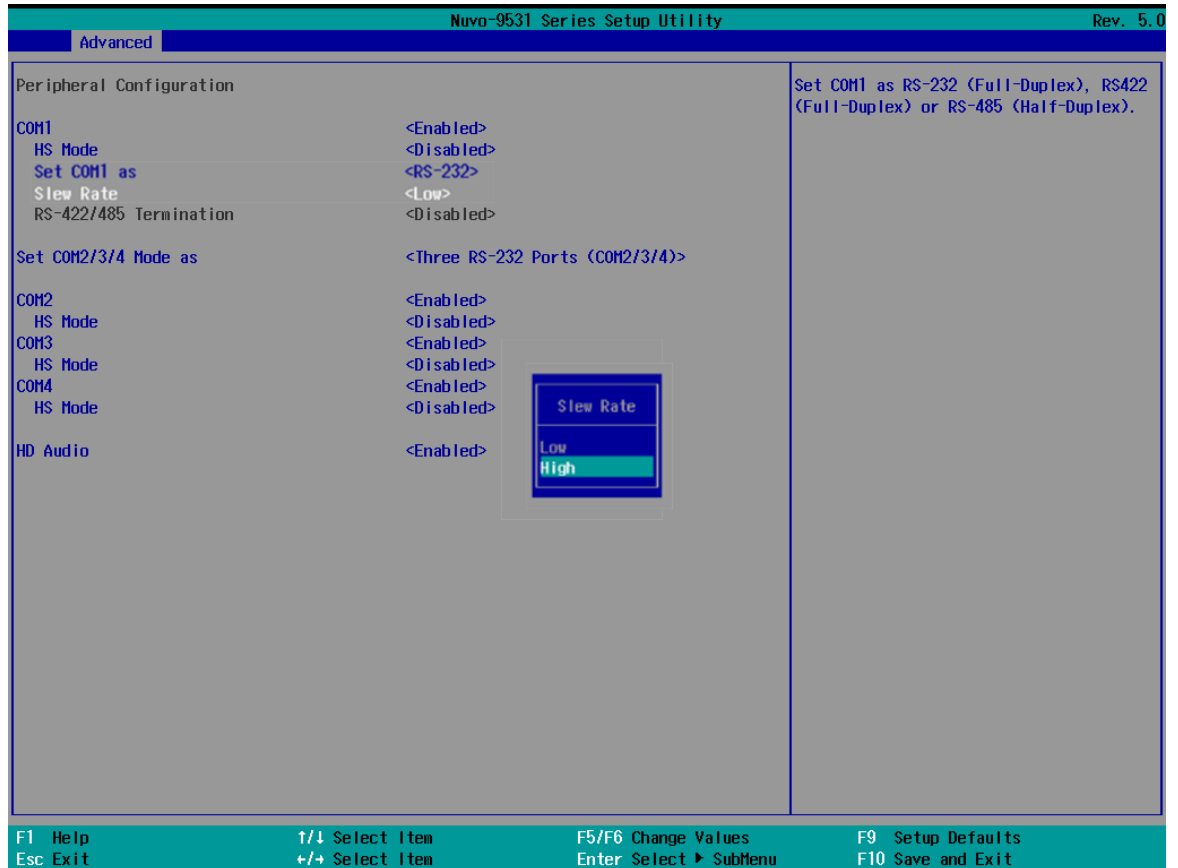 Nuvo-9531 Series Setup Utility Rev. 5.0
Advanced
Peripheral Configuration
COM1 <Enabled>
HS Mode <Disabled>
Set COM1 as <RS-232>
Slew Rate <Low>
RS-422/485 Termination <Disabled>
Set COM2/3/4 Mode as <Three RS-232 Ports (COM2/3/4)>
COM2 <Enabled>
HS Mode <Disabled>
COM3 <Enabled>
HS Mode <Disabled>
COM4 <Enabled>
HS Mode <Disabled>
HD Audio <Enabled>
Slew Rate
Low
High
Set COM1 as RS-232 (Full-Duplex), RS422
(Full-Duplex) or RS-485 (Half-Duplex).
F1 Help ↑/↓ Select Item F5/F6 Change Values F9 Setup Defaults
Esc Exit ←/→ Select Item Enter Select ▶ SubMenu F10 Save and Exit